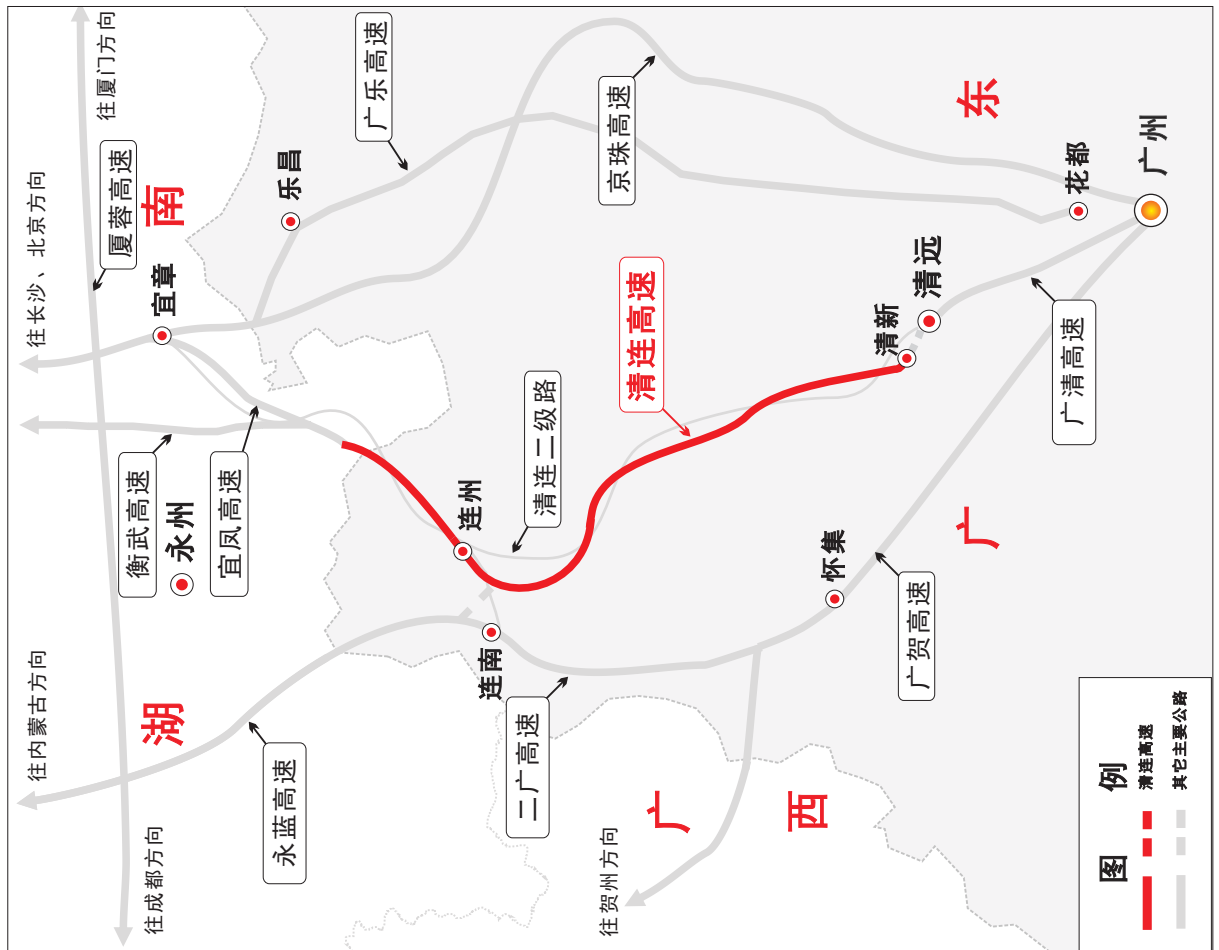 往内蒙古方向
往长沙、北京方向
往成都方向
往厦门方向
厦蓉高速
湖
南
衡武高速
永州
宜凤高速
宜章
永蓝高速
乐昌
广乐高速
连州
连南
清连二级路
二广高速
京珠高速
清连高速
往贺州方向
广
西
怀集
清新
清远
广贺高速
广
东
花都
广清高速
广州
图 例
清连高速
其它主要公路